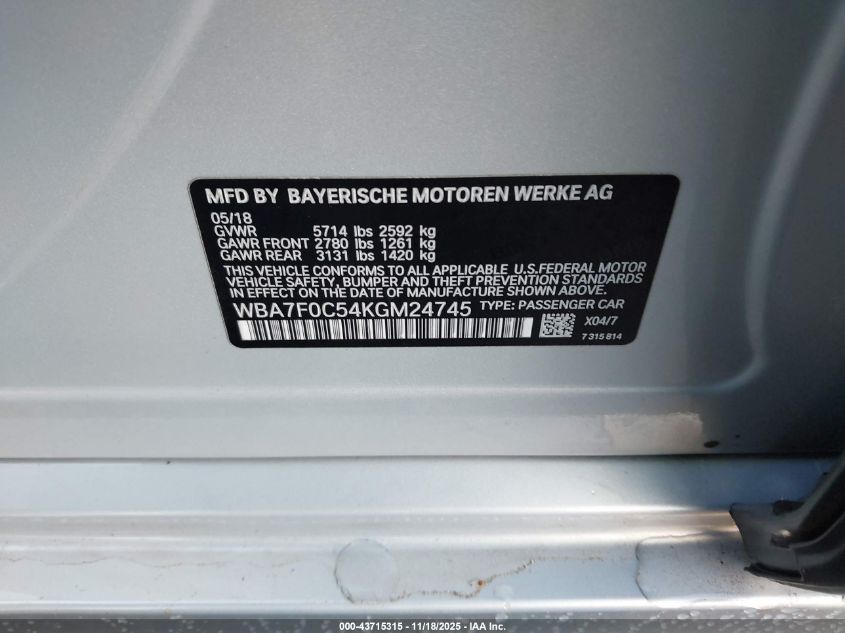 MFD BY BAYERISCHE MOTOREN WERKE AG
05/18
GVWR 5714 lbs 2592 kg
GAWR FRONT 2780 lbs 1261 kg
GAWR REAR 3131 lbs 1420 kg
THIS VEHICLE CONFORMS TO ALL APPLICABLE U.S.FEDERAL MOTOR
VEHICLE SAFETY, BUMPER AND THEFT PREVENTION STANDARDS
IN EFFECT ON THE DATE OF MANUFACTURE SHOWN ABOVE.
WBA7F0C54KGM24745 TYPE: PASSENGER CAR
X04/7
7 315 814
000-43715315 - 11/18/2025 - IAA Inc.